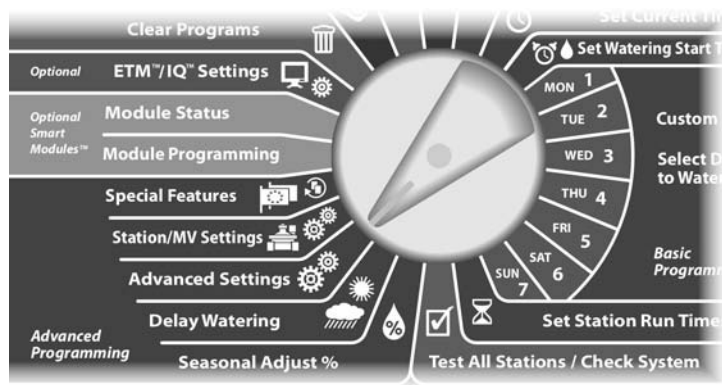 Clear Programs
Set Current Ti
Optional
ETM™/IQ™ Settings
Set Watering Start T
Optional
Smart
Modules™
Module Status
Module Programming
MON 1
TUE 2
WED 3
THU 4
FRI 5
SAT 6
SUN 7
Custom
Select D
to Water
Special Features
Station/MV Settings
Advanced Settings
Basic
Programm
Delay Watering
%
Set Station Run Time
Advanced
Programming
Seasonal Adjust %
Test All Stations / Check System